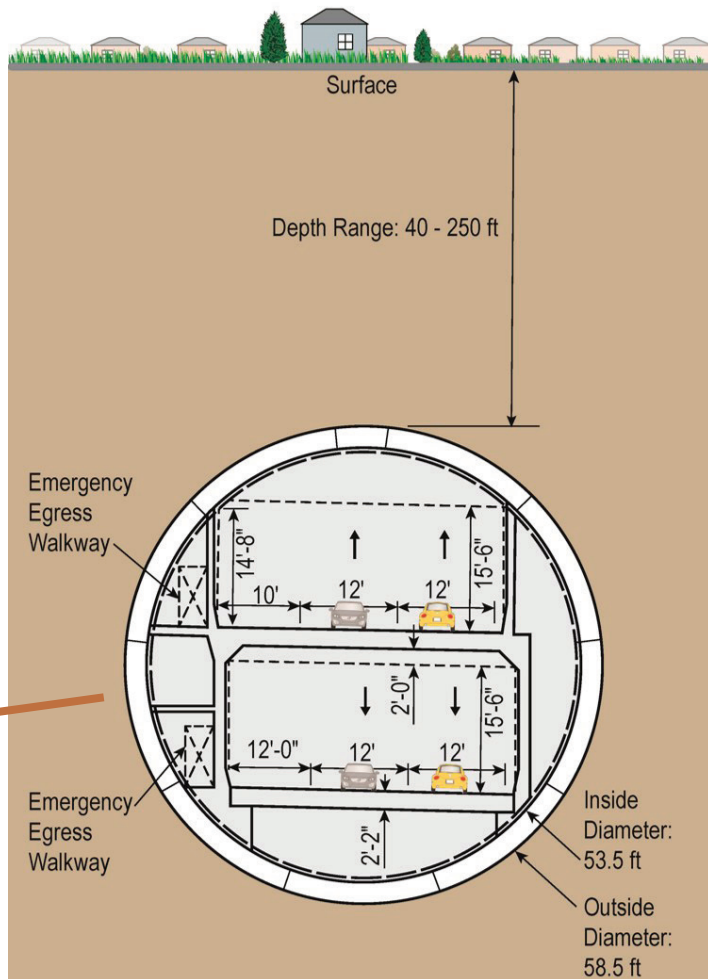 Surface
Depth Range: 40 - 250 ft
Emergency
Egress
Walkway
14'-8"
15'-6"
10'
12'
12'
2'-0"
15'-6"
12'-0"
12'
12'
2'-2"
Emergency
Egress
Walkway
Inside
Diameter:
53.5 ft
Outside
Diameter:
58.5 ft